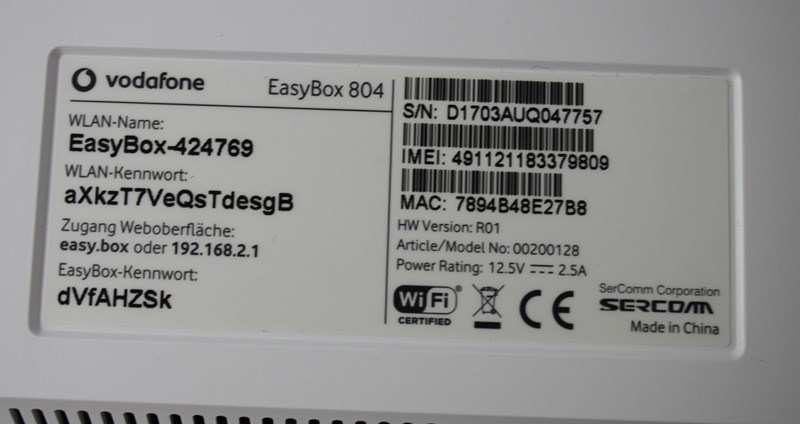 vodafone
EasyBox 804
WLAN-Name:
EasyBox-424769
WLAN-Kennwort:
aXkzT7VeQsTdesgB
Zugang Weboberfläche:
easy.box oder 192.168.2.1
EasyBox-Kennwort:
dVfAHZSk
S/N: D1703AUQ047757
IMEI: 491121183379809
MAC: 7894B48E27B8
HW Version: R01
Article/Model No: 00200128
Power Rating: 12.5V 2.5A
Wi Fi
CERTIFIED
CE
SerComm Corporation
SERCOMM
Made in China